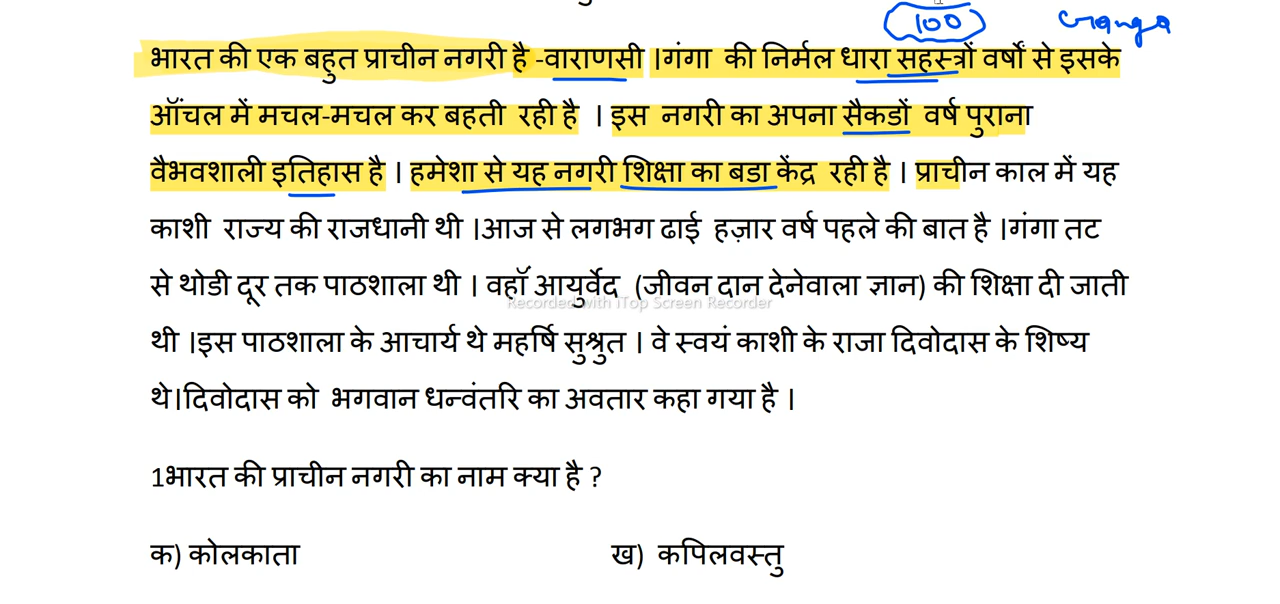 100 Ganga
भारत की एक बहुत प्राचीन नगरी है -वाराणसी ।गंगा की निर्मल धारा सहस्त्रों वर्षों से इसके
ऑंचल में मचल-मचल कर बहती रही है । इस नगरी का अपना सैकडों वर्ष पुराना
वैभवशाली इतिहास है । हमेशा से यह नगरी शिक्षा का बडा केंद्र रही है । प्राचीन काल में यह
काशी राज्य की राजधानी थी ।आज से लगभग ढाई हज़ार वर्ष पहले की बात है ।गंगा तट
से थोडी दूर तक पाठशाला थी । वहॉं आयुर्वेद (जीवन दान देनेवाला ज्ञान) की शिक्षा दी जाती
Recorded with iTop Screen Recorder
थी ।इस पाठशाला के आचार्य थे महर्षि सुश्रुत । वे स्वयं काशी के राजा दिवोदास के शिष्य
थे।दिवोदास को भगवान धन्वंतरि का अवतार कहा गया है ।
1भारत की प्राचीन नगरी का नाम क्या है ?
क) कोलकाता ख) कपिलवस्तु